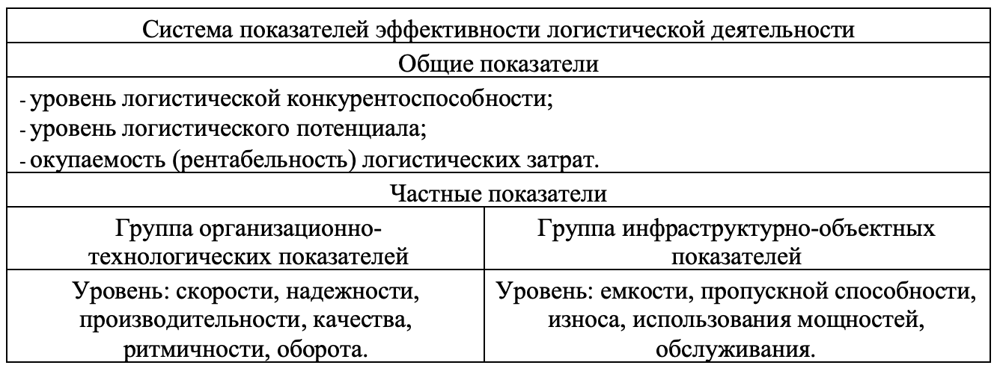 Система показателей эффективности логистической деятельности
Общие показатели
- уровень логистической конкурентоспособности;
- уровень логистического потенциала;
- окупаемость (рентабельность) логистических затрат.
Частные показатели
Группа организационно-
технологических показателей
Группа инфраструктурно-объектных
показателей
Уровень: скорости, надежности,
производительности, качества,
ритмичности, оборота.
Уровень: емкости, пропускной способности,
износа, использования мощностей,
обслуживания.